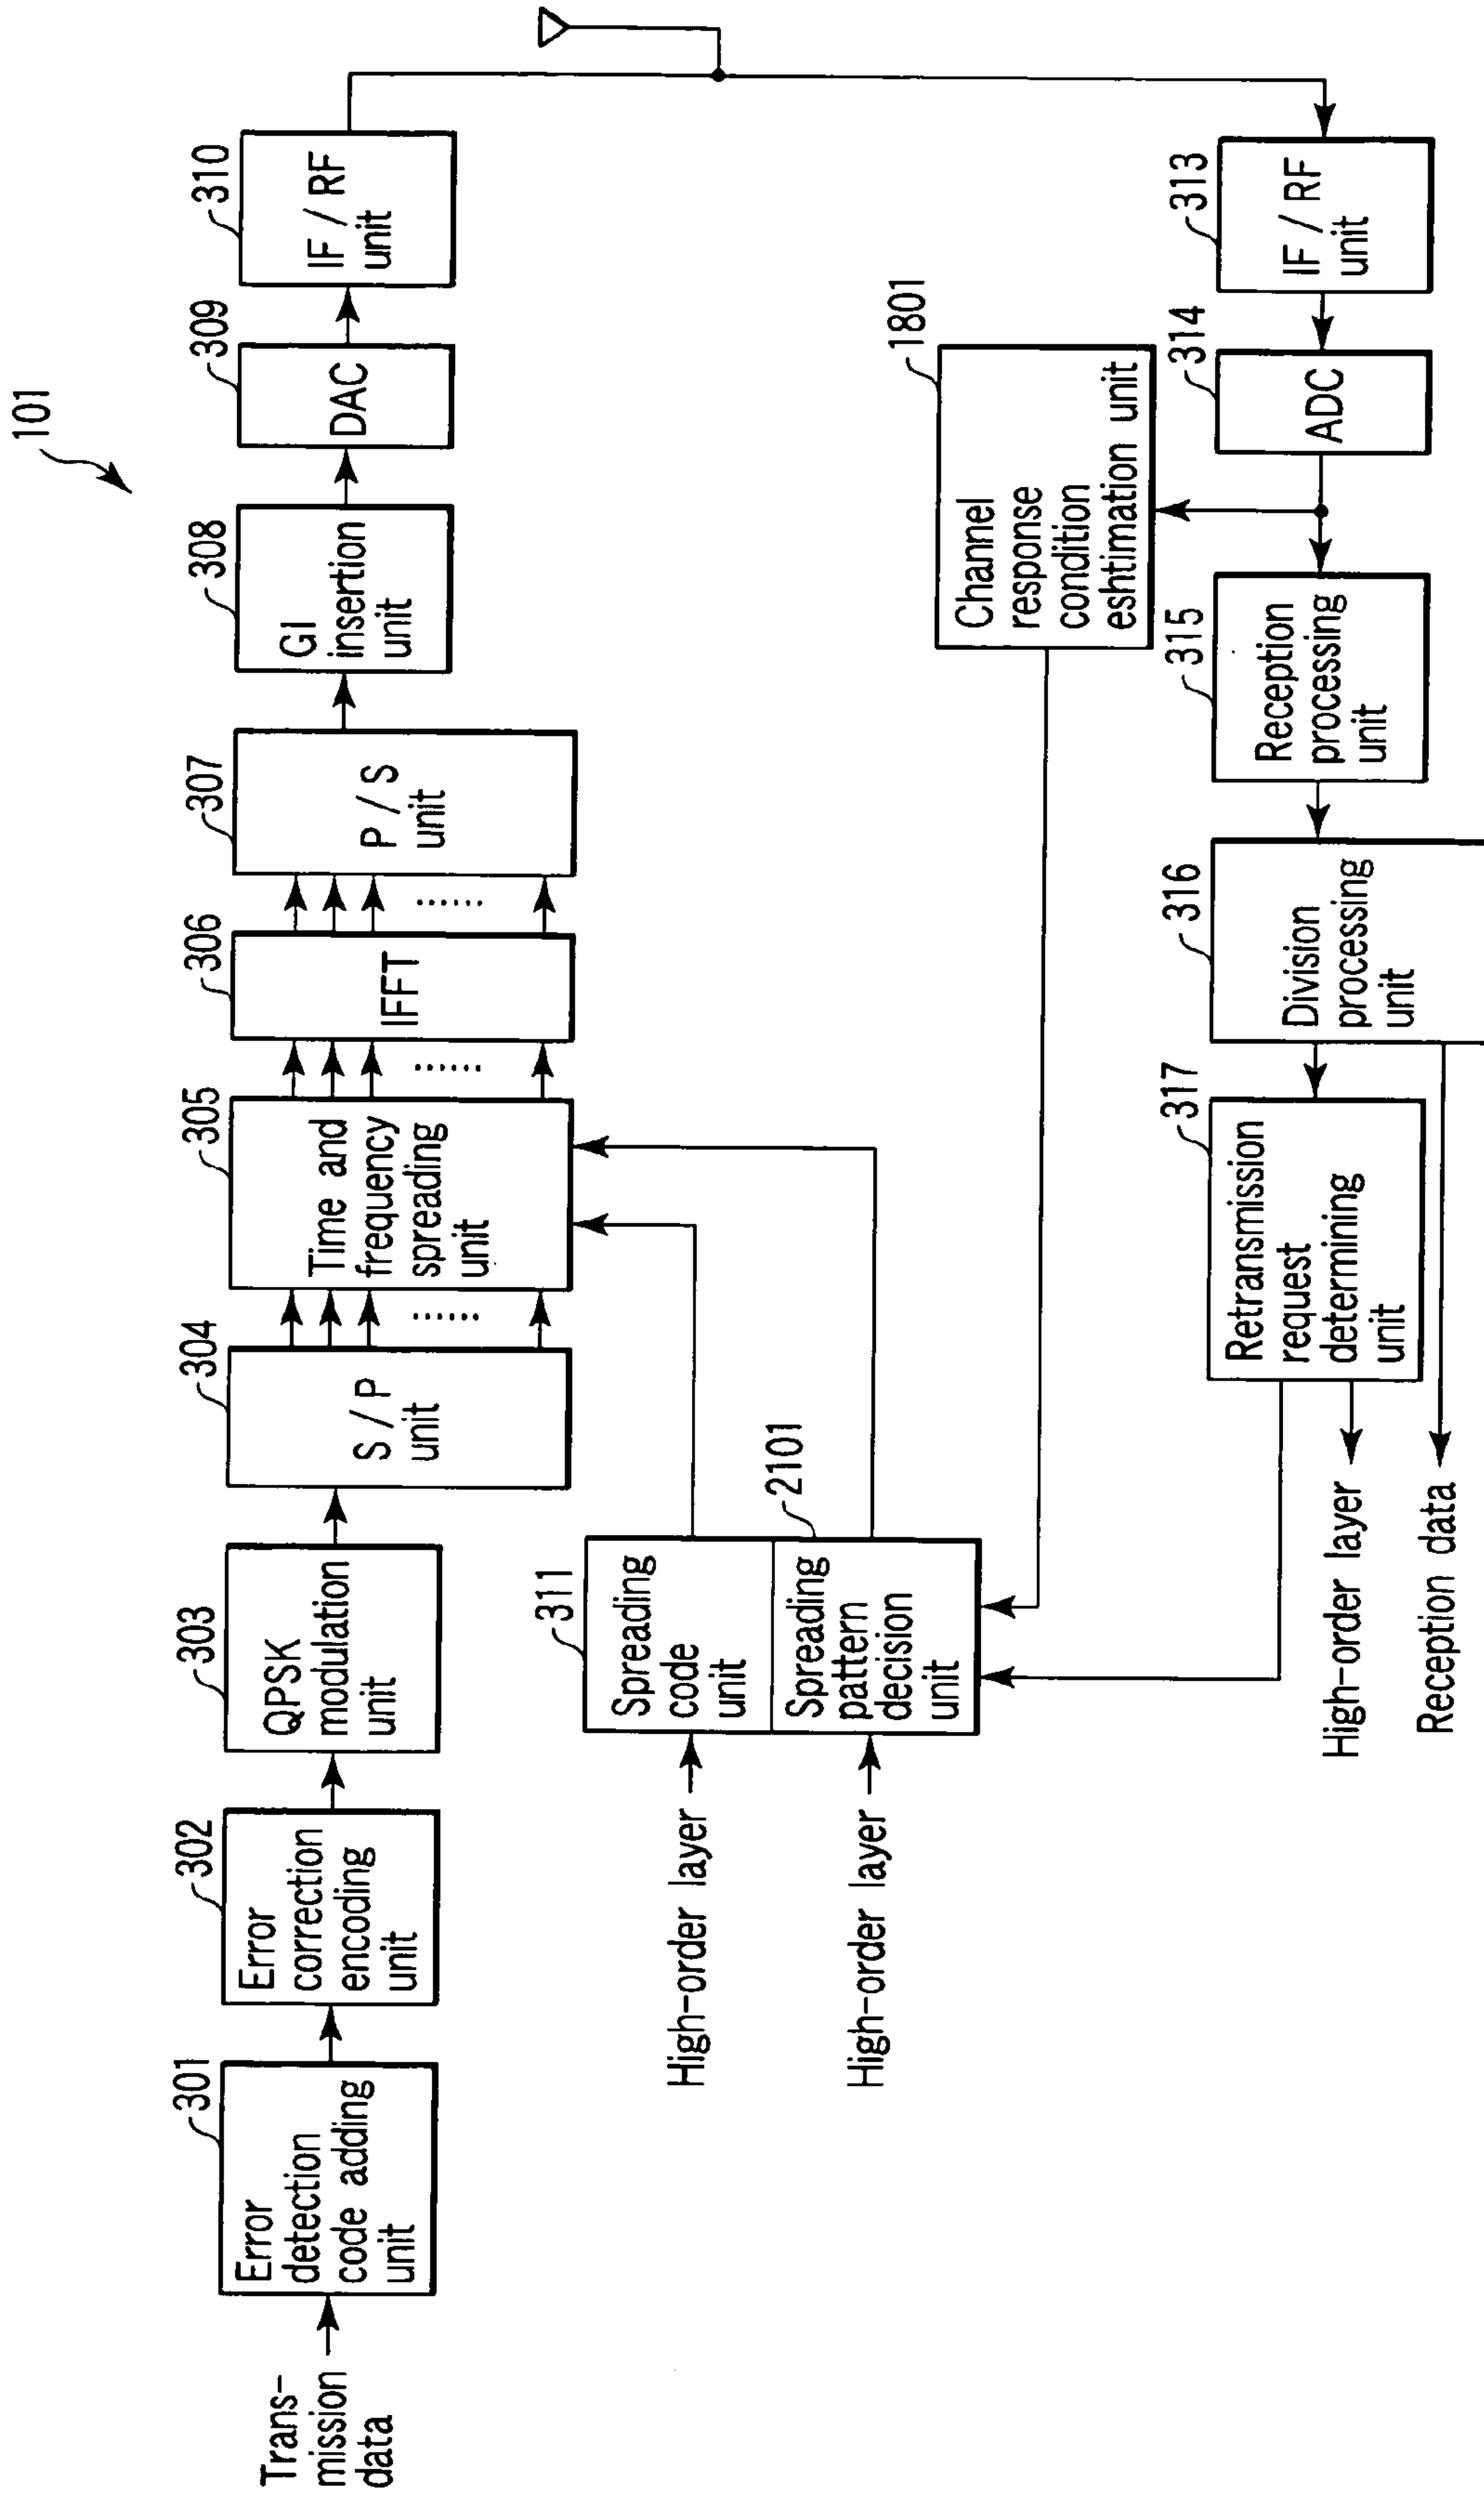 101
Trans-
mission
data
301
Error
detection
code adding
unit
302
Error
correction
encoding
unit
303
QPSK
modulation
unit
304
S / P
unit
......
305
Time and
frequency
spreading
unit
......
306
IFFT
......
307
P / S
unit
308
GI
insertion
unit
309
DAC
310
IF / RF
unit
High-order layer
311
Spreading
code
unit
High-order layer
2101
Spreading
pattern
decision
unit
1801
Channel
response
condition
eshtimation unit
313
IF / RF
unit
314
ADC
315
Reception
processing
unit
316
Division
processing
unit
317
Retransmission
request
determining
unit
High-order layer
Reception data